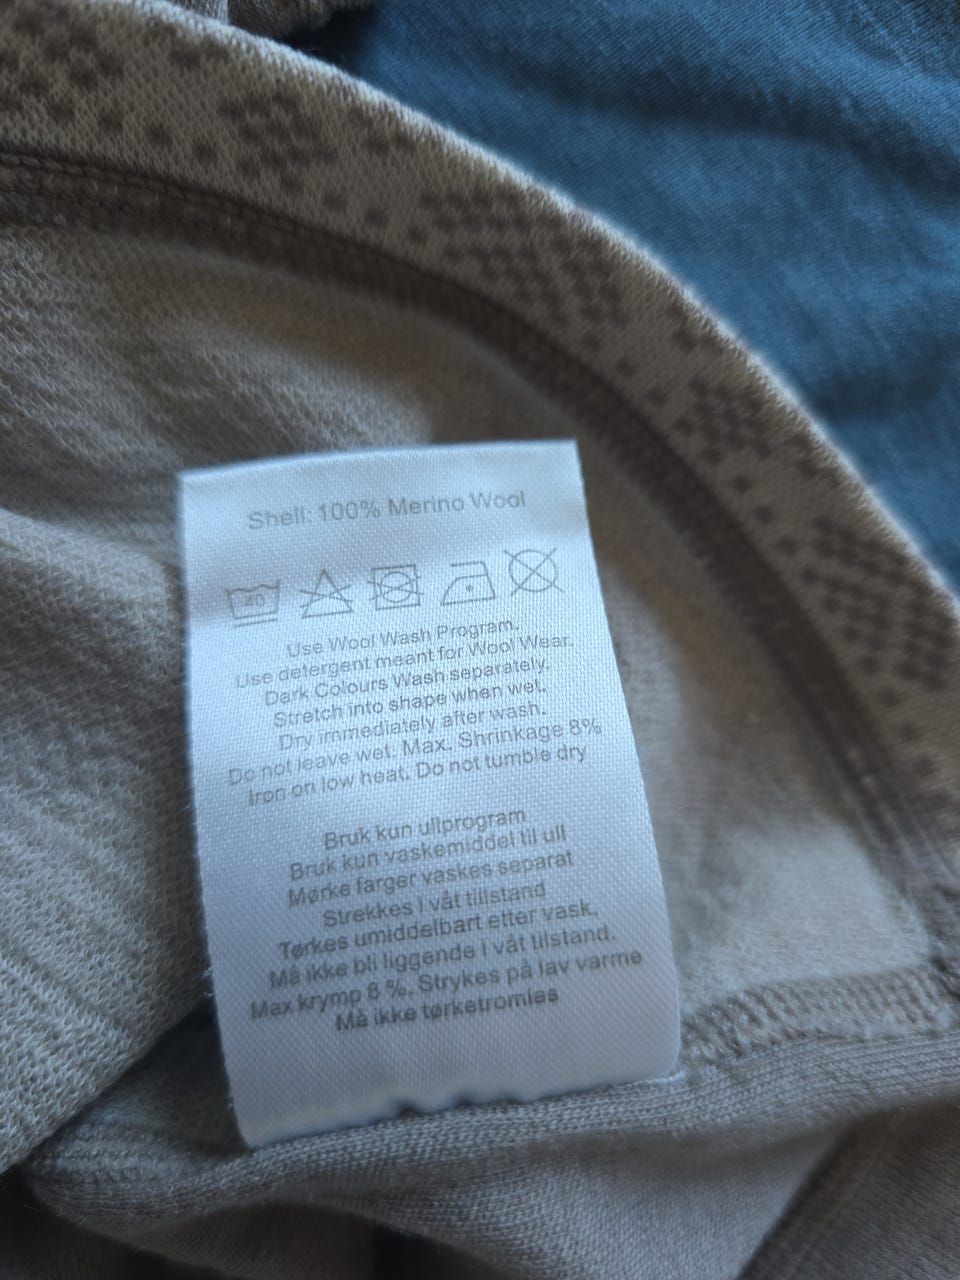 Shell: 100% Merino Wool
40
Use Wool Wash Program.
Use detergent meant for Wool Wear.
Dark Colours Wash separately.
Stretch into shape when wet.
Dry immediately after wash.
Do not leave wet. Max. Shrinkage 8%
Iron on low heat. Do not tumble dry
Bruk kun ullprogram
Bruk kun vaskemiddel til ull
Mørke farger vaskes separat
Strekkes i våt tillstand
Tørkes umiddelbart etter vask.
Må ikke bli liggende i våt tilstand.
Max krymp 8 %. Strykes på lav varme
Må ikke tørketromles